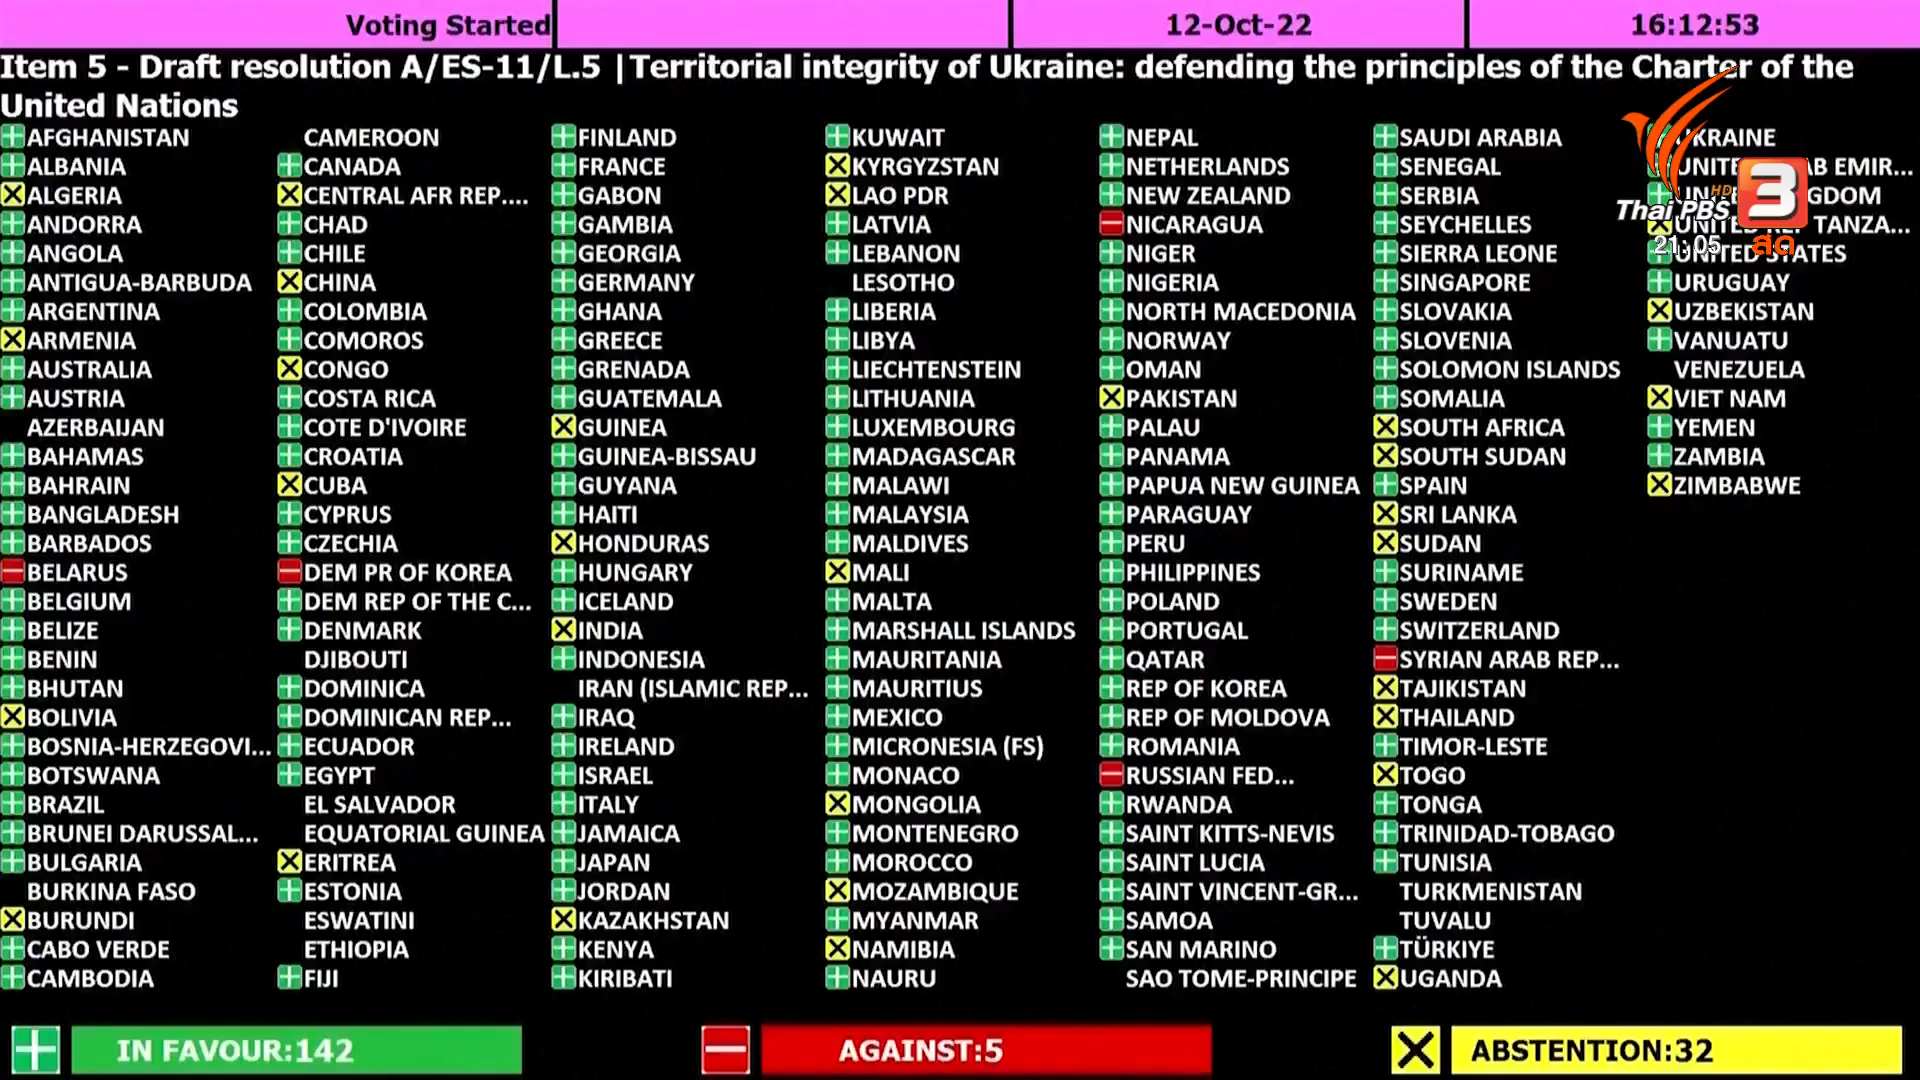 Voting Started 12-Oct-22 16:12:53
Item 5 - Draft resolution A/ES-11/L.5 |Territorial integrity of Ukraine: defending the principles of the Charter of the
United Nations
AFGHANISTAN
ALBANIA
ALGERIA
ANDORRA
ANGOLA
ANTIGUA-BARBUDA
ARGENTINA
ARMENIA
AUSTRALIA
AUSTRIA
AZERBAIJAN
BAHAMAS
BAHRAIN
BANGLADESH
BARBADOS
BELARUS
BELGIUM
BELIZE
BENIN
BHUTAN
BOLIVIA
BOSNIA-HERZEGOVI...
BOTSWANA
BRAZIL
BRUNEI DARUSSAL...
BULGARIA
BURKINA FASO
BURUNDI
CABO VERDE
CAMBODIA
CAMEROON
CANADA
CENTRAL AFR REP....
CHAD
CHILE
CHINA
COLOMBIA
COMOROS
CONGO
COSTA RICA
COTE D'IVOIRE
CROATIA
CUBA
CYPRUS
CZECHIA
DEM PR OF KOREA
DEM REP OF THE C...
DENMARK
DJIBOUTI
DOMINICA
DOMINICAN REP...
ECUADOR
EGYPT
EL SALVADOR
EQUATORIAL GUINEA
ERITREA
ESTONIA
ESWATINI
ETHIOPIA
FIJI
FINLAND
FRANCE
GABON
GAMBIA
GEORGIA
GERMANY
GHANA
GREECE
GRENADA
GUATEMALA
GUINEA
GUINEA-BISSAU
GUYANA
HAITI
HONDURAS
HUNGARY
ICELAND
INDIA
INDONESIA
IRAN (ISLAMIC REP...
IRAQ
IRELAND
ISRAEL
ITALY
JAMAICA
JAPAN
JORDAN
KAZAKHSTAN
KENYA
KIRIBATI
KUWAIT
KYRGYZSTAN
LAO PDR
LATVIA
LEBANON
LESOTHO
LIBERIA
LIBYA
LIECHTENSTEIN
LITHUANIA
LUXEMBOURG
MADAGASCAR
MALAWI
MALAYSIA
MALDIVES
MALI
MALTA
MARSHALL ISLANDS
MAURITANIA
MAURITIUS
MEXICO
MICRONESIA (FS)
MONACO
MONGOLIA
MONTENEGRO
MOROCCO
MOZAMBIQUE
MYANMAR
NAMIBIA
NAURU
NEPAL
NETHERLANDS
NEW ZEALAND
NICARAGUA
NIGER
NIGERIA
NORTH MACEDONIA
NORWAY
OMAN
PAKISTAN
PALAU
PANAMA
PAPUA NEW GUINEA
PARAGUAY
PERU
PHILIPPINES
POLAND
PORTUGAL
QATAR
REP OF KOREA
REP OF MOLDOVA
ROMANIA
RUSSIAN FED...
RWANDA
SAINT KITTS-NEVIS
SAINT LUCIA
SAINT VINCENT-GR...
SAMOA
SAN MARINO
SAO TOME-PRINCIPE
SAUDI ARABIA
SENEGAL
SERBIA
SEYCHELLES
SIERRA LEONE
SINGAPORE
SLOVAKIA
SLOVENIA
SOLOMON ISLANDS
SOMALIA
SOUTH AFRICA
SOUTH SUDAN
SPAIN
SRI LANKA
SUDAN
SURINAME
SWEDEN
SWITZERLAND
SYRIAN ARAB REP...
TAJIKISTAN
THAILAND
TIMOR-LESTE
TOGO
TONGA
TRINIDAD-TOBAGO
TUNISIA
TURKMENISTAN
TUVALU
TÜRKIYE
UGANDA
UKRAINE
EMIR...
UNITED REP TANZA...
UNITED STATES
URUGUAY
UZBEKISTAN
VANUATU
VENEZUELA
VIET NAM
YEMEN
ZAMBIA
ZIMBABWE
Thai PBS HD 3
21:05 สด
IN FAVOUR:142 AGAINST:5 ABSTENTION:32